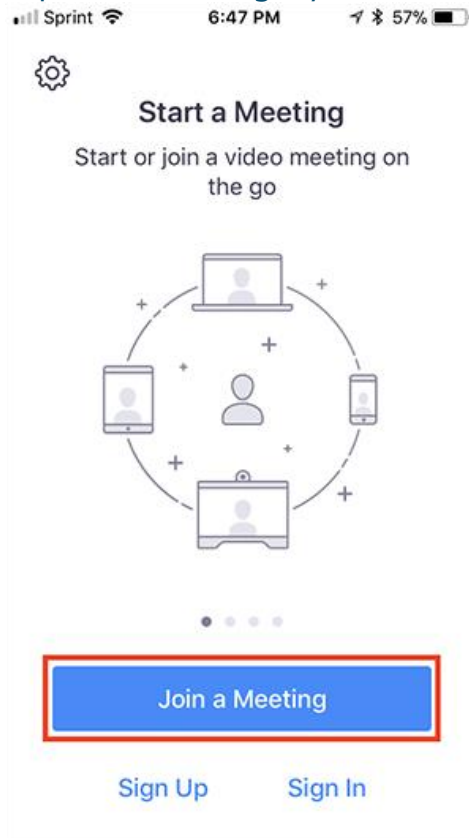 Sprint 6:47 PM 57%
Start a Meeting
Start or join a video meeting on
the go
Join a Meeting
Sign Up Sign In